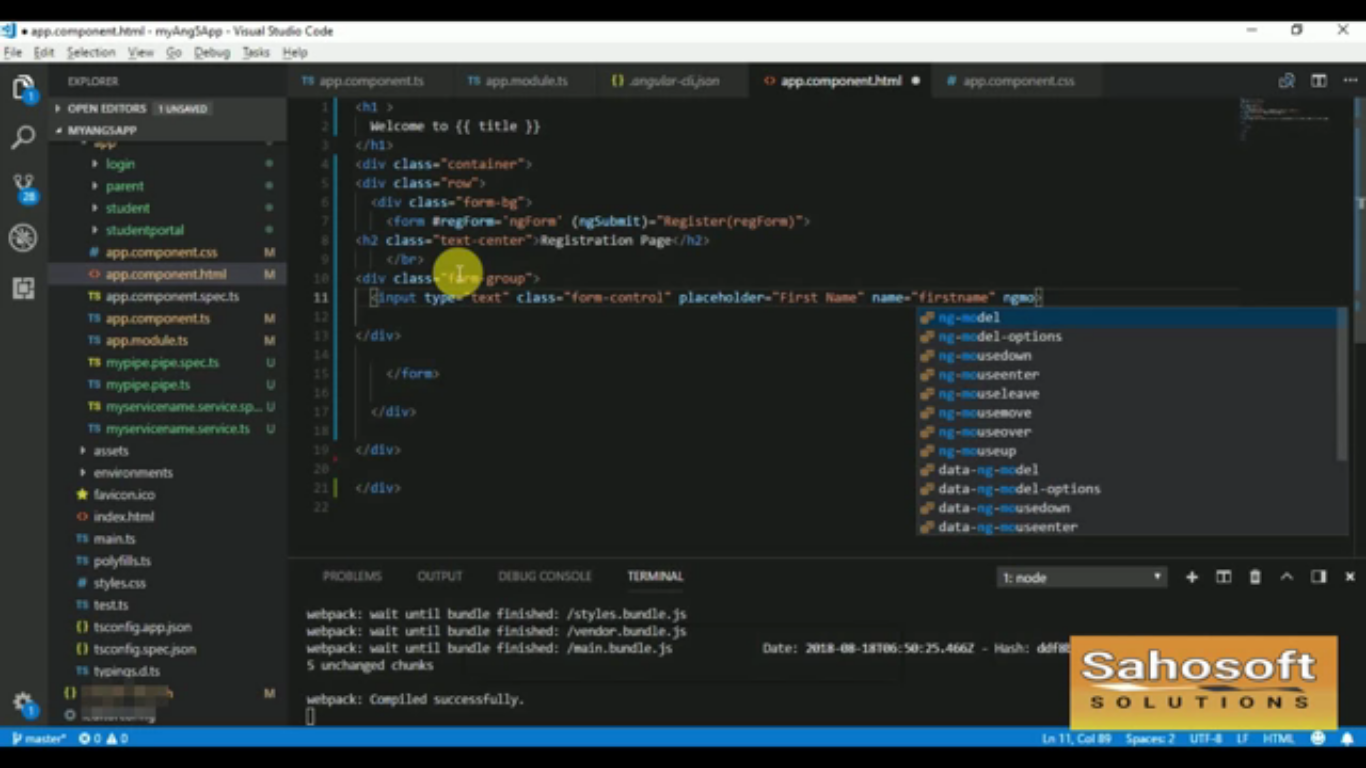 app.component.html - myAng5App - Visual Studio Code
File Edit Selection View Go Debug Tasks Help
EXPLORER
OPEN EDITORS 1 UNSAVED
MYANG5APP
app
login
parent
student
studentportal
app.component.css M
app.component.html M
app.component.spec.ts
app.component.ts M
app.module.ts M
mypipe.pipe.spec.ts U
mypipe.pipe.ts U
myservicename.service.sp... U
myservicename.service.ts U
assets
environments
favicon.ico
index.html
main.ts
polyfills.ts
styles.css
test.ts
tsconfig.app.json
tsconfig.spec.json
typings.d.ts
M
1
28
1
TS app.component.ts TS app.module.ts {} .angular-cli.json <> app.component.html # app.component.css
1 <h1 >
2 Welcome to {{ title }}
3 </h1>
4 <div class="container">
5 <div class="row">
6 <div class="form-bg">
7 <form #regForm='ngForm' (ngSubmit)="Register(regForm)">
8 <h2 class="text-center">Registration Page</h2>
9 </br>
10 <div class="form-group">
11 <input type="text" class="form-control" placeholder="First Name" name="firstname" ngmo>
12
13 </div>
14
15 </form>
16
17 </div>
18
19 </div>
20
21 </div>
22
ng-model
ng-model-options
ng-mousedown
ng-mouseenter
ng-mouseleave
ng-mousemove
ng-mouseover
ng-mouseup
data-ng-model
data-ng-model-options
data-ng-mousedown
data-ng-mouseenter
PROBLEMS OUTPUT DEBUG CONSOLE TERMINAL 1: node
webpack: wait until bundle finished: /styles.bundle.js
webpack: wait until bundle finished: /vendor.bundle.js
webpack: wait until bundle finished: /main.bundle.js Date: 2018-08-18T06:50:25.466Z - Hash:
5 unchanged chunks
webpack: Compiled successfully.
Sahosoft
SOLUTIONS
master* 0 0 Ln 11, Col 89 Spaces: 2 UTF-8 LF HTML